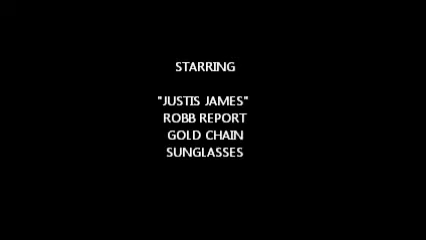 STARRING
"JUSTIS JAMES"
ROBB REPORT
GOLD CHAIN
SUNGLASSES